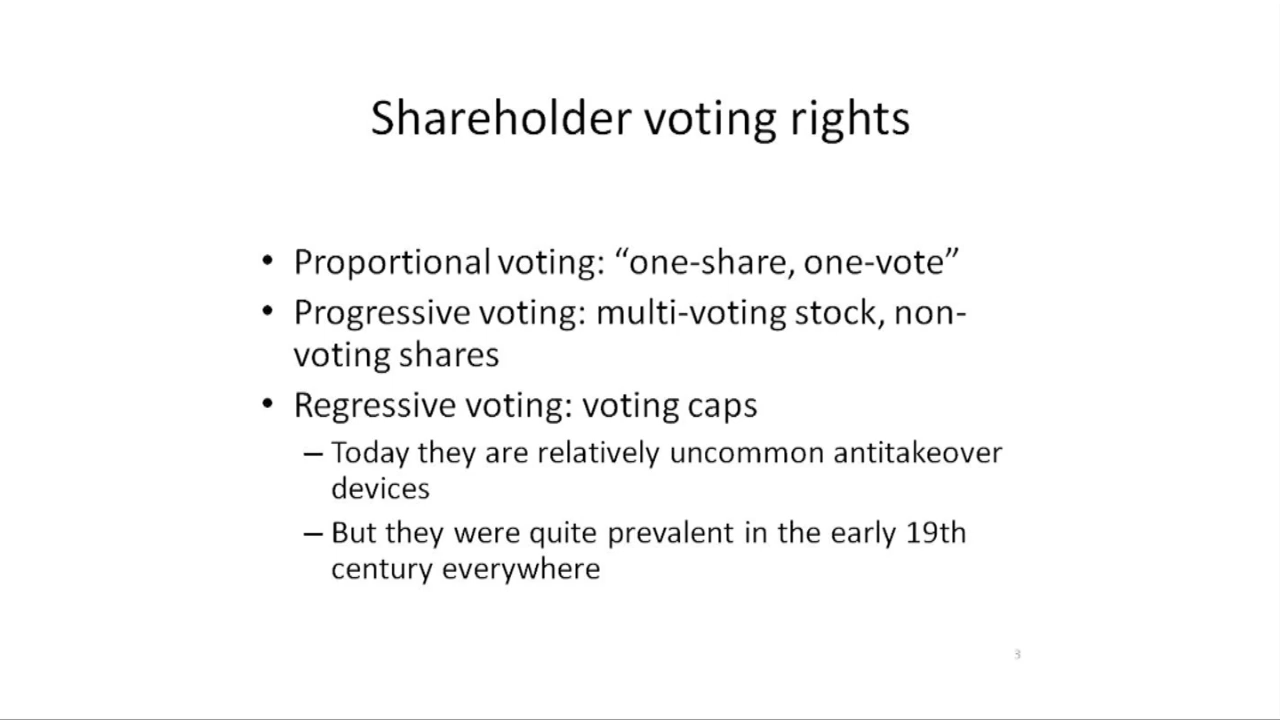 Shareholder voting rights
• Proportional voting: “one-share, one-vote”
• Progressive voting: multi-voting stock, non-
voting shares
• Regressive voting: voting caps
– Today they are relatively uncommon antitakeover
devices
– But they were quite prevalent in the early 19th
century everywhere
3